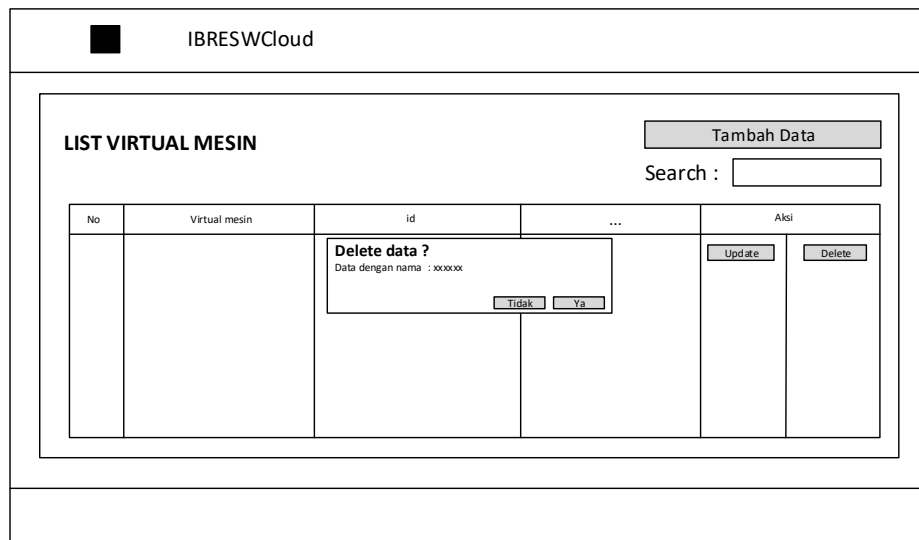 IBRESWCloud
LIST VIRTUAL MESIN
Tambah Data
Search :
No Virtual mesin id ... Aksi
Delete data ?
Data dengan nama : xxxxxx
Tidak Ya
Update Delete